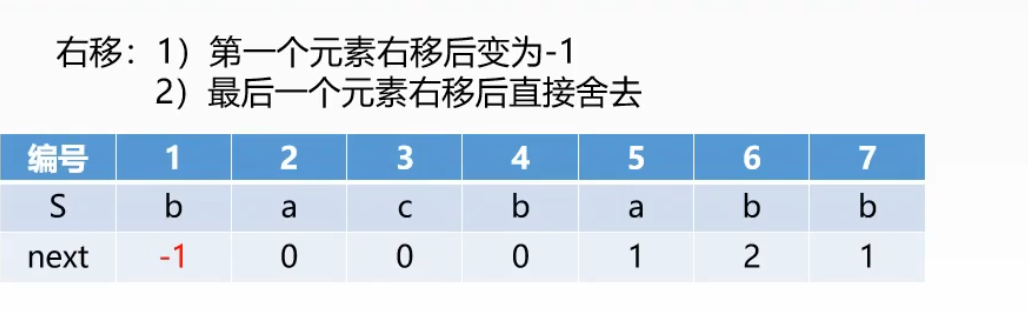 右移：1）第一个元素右移后变为-1
2）最后一个元素右移后直接舍去
编号 1 2 3 4 5 6 7
S b a c b a b b
next -1 0 0 0 1 2 1